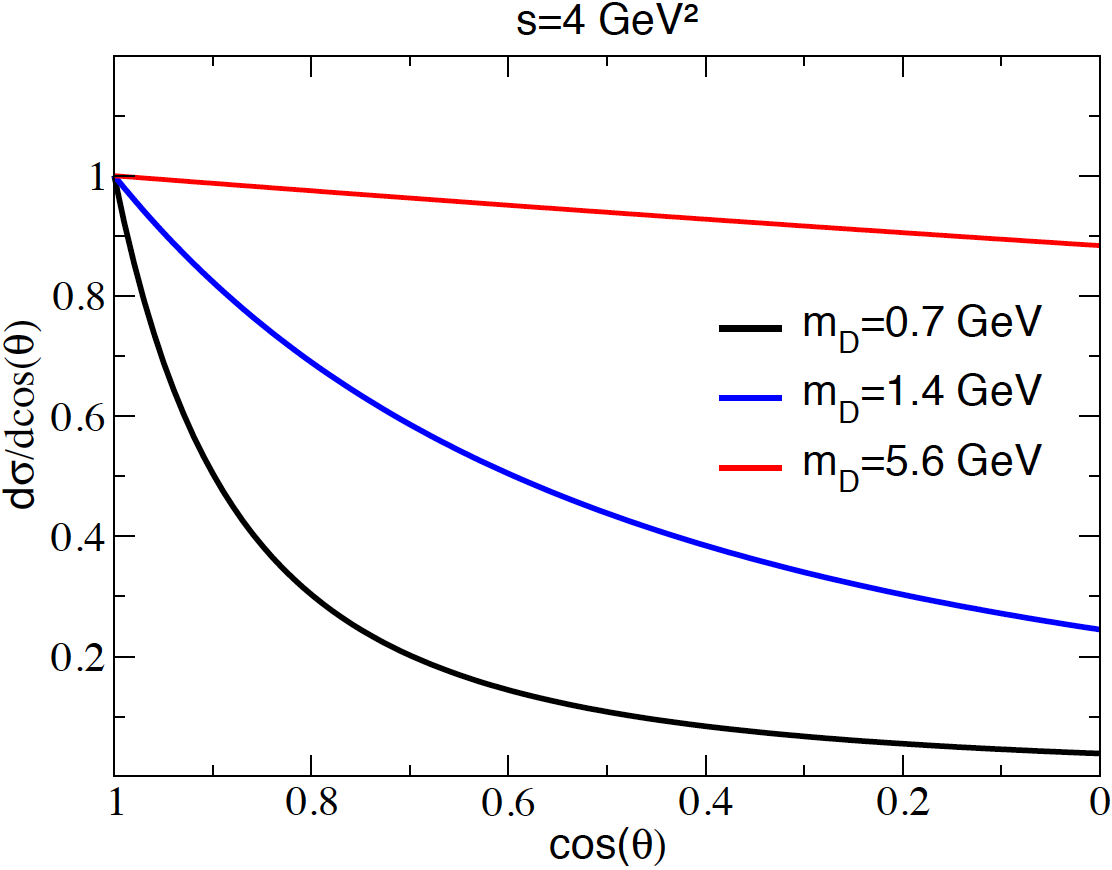 s=4 GeV²
1
0.8
0.6
0.4
0.2
dσ/dcos(θ)
m_D=0.7 GeV
m_D=1.4 GeV
m_D=5.6 GeV
1 0.8 0.6 0.4 0.2 0
cos(θ)